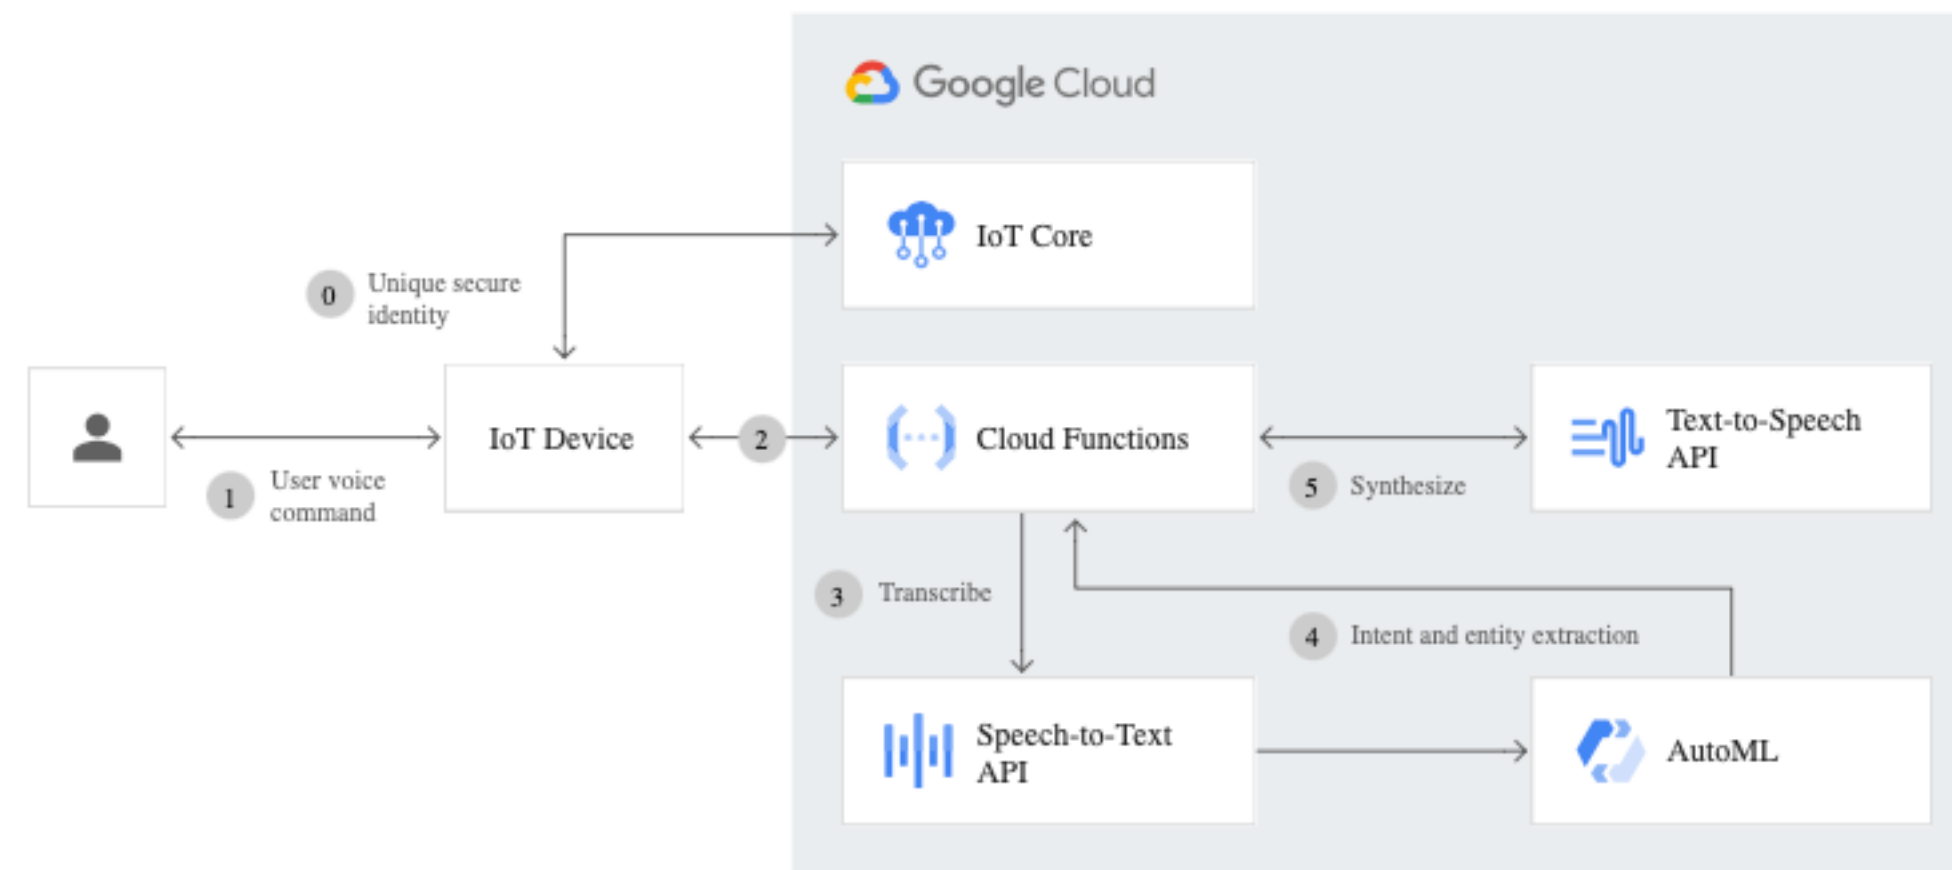 Google Cloud
IoT Core
0
Unique secure
identity
IoT Device
2
Cloud Functions
Text-to-Speech
API
1
User voice
command
5
Synthesize
3
Transcribe
4
Intent and entity extraction
Speech-to-Text
API
AutoML